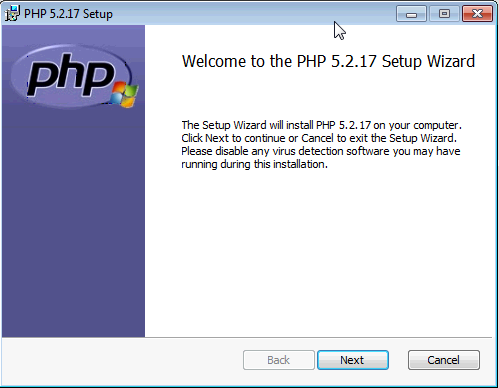 PHP 5.2.17 Setup
php
Welcome to the PHP 5.2.17 Setup Wizard
The Setup Wizard will install PHP 5.2.17 on your computer.
Click Next to continue or Cancel to exit the Setup Wizard.
Please disable any virus detection software you may have
running during this installation.
Back Next Cancel